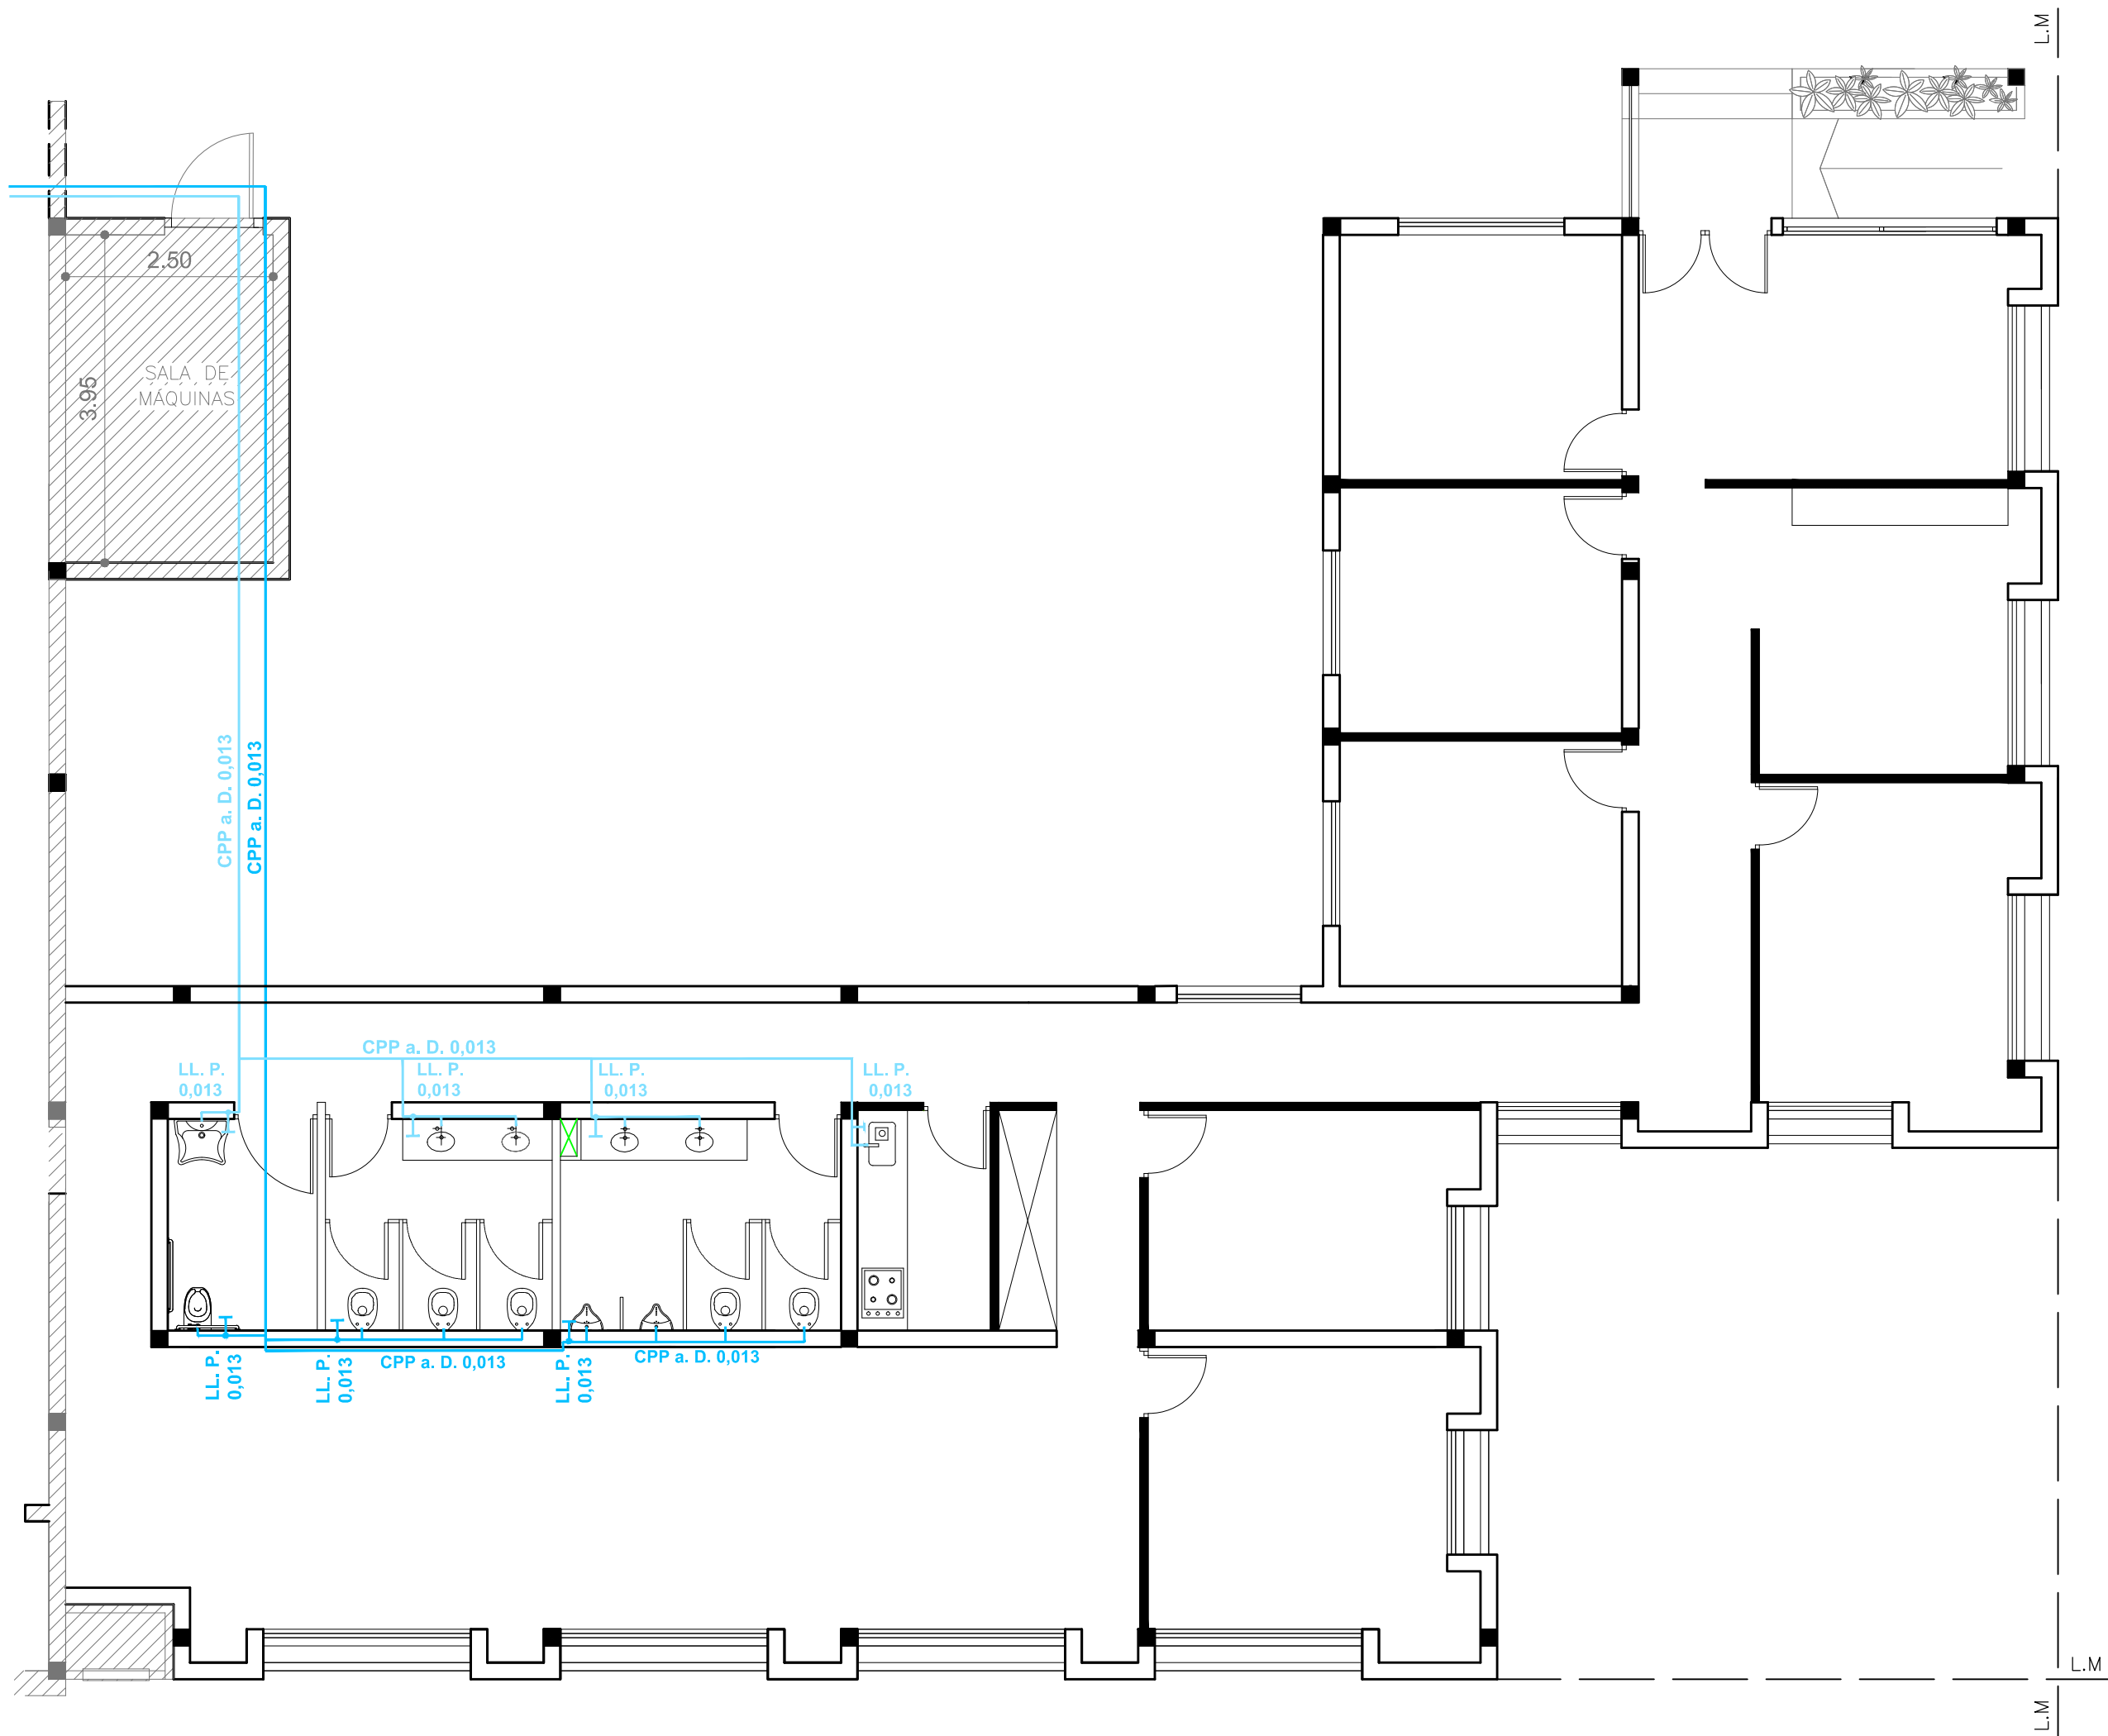 L.M
2.50
SALA DE
MÁQUINAS
3.95
CPP a. D. 0,013
CPP a. D. 0,013
CPP a. D. 0,013
LL. P.
0,013
LL. P.
0,013
LL. P.
0,013
LL. P.
0,013
LL. P.
0,013
LL. P.
0,013
CPP a. D. 0,013
LL. P.
0,013
CPP a. D. 0,013
L.M
L.M